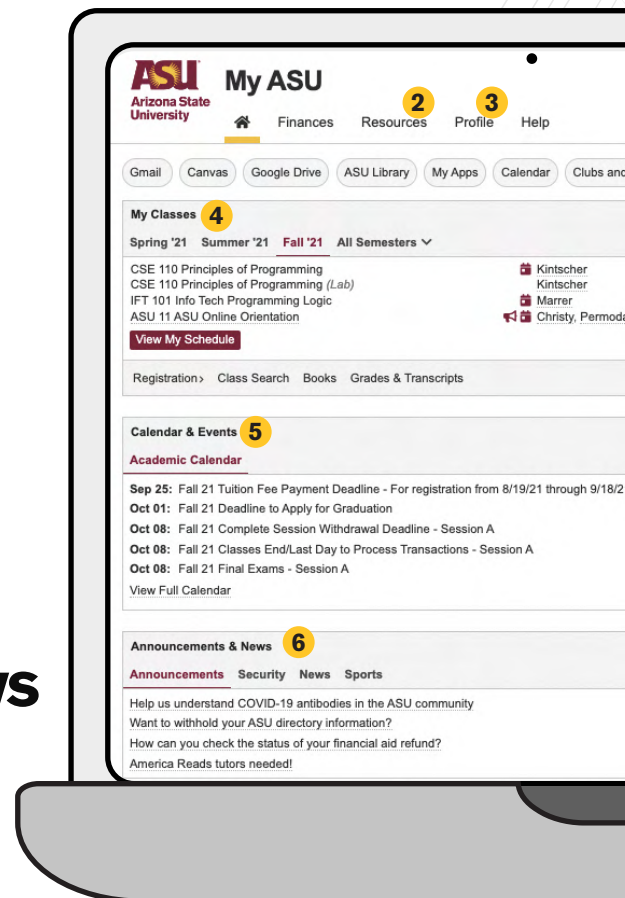 ASU
Arizona State
University
My ASU
2
3
Finances Resources Profile Help
Gmail Canvas Google Drive ASU Library My Apps Calendar Clubs and
My Classes 4
Spring '21 Summer '21 Fall '21 All Semesters
CSE 110 Principles of Programming Kintscher
CSE 110 Principles of Programming (Lab) Kintscher
IFT 101 Info Tech Programming Logic Marrer
ASU 11 ASU Online Orientation Christy, Permoda
View My Schedule
Registration› Class Search Books Grades & Transcripts
Calendar & Events 5
Academic Calendar
Sep 25: Fall 21 Tuition Fee Payment Deadline - For registration from 8/19/21 through 9/18/2
Oct 01: Fall 21 Deadline to Apply for Graduation
Oct 08: Fall 21 Complete Session Withdrawal Deadline - Session A
Oct 08: Fall 21 Classes End/Last Day to Process Transactions - Session A
Oct 08: Fall 21 Final Exams - Session A
View Full Calendar
Announcements & News 6
Announcements Security News Sports
Help us understand COVID-19 antibodies in the ASU community
Want to withhold your ASU directory information?
How can you check the status of your financial aid refund?
America Reads tutors needed!